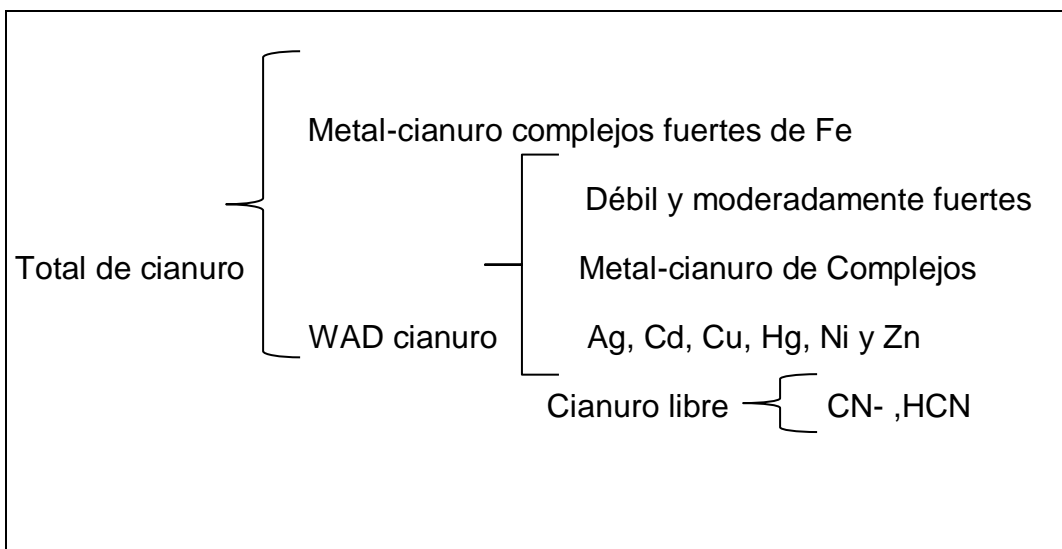 Metal-cianuro complejos fuertes de Fe
Débil y moderadamente fuertes
Total de cianuro
Metal-cianuro de Complejos
WAD cianuro
Ag, Cd, Cu, Hg, Ni y Zn
Cianuro libre
CN- ,HCN